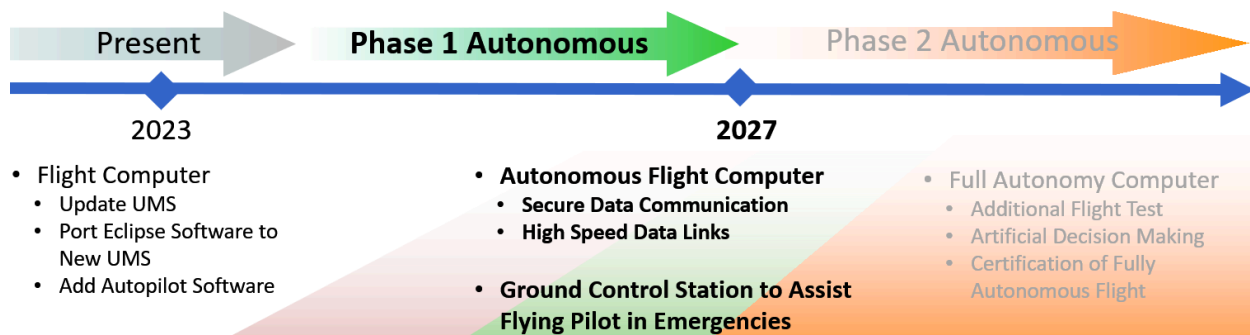 Present
Phase 1 Autonomous
Phase 2 Autonomous
2023
2027
• Flight Computer
• Update UMS
• Port Eclipse Software to
New UMS
• Add Autopilot Software
• Autonomous Flight Computer
• Secure Data Communication
• High Speed Data Links
• Ground Control Station to Assist
Flying Pilot in Emergencies
• Full Autonomy Computer
• Additional Flight Test
• Artificial Decision Making
• Certification of Fully
Autonomous Flight